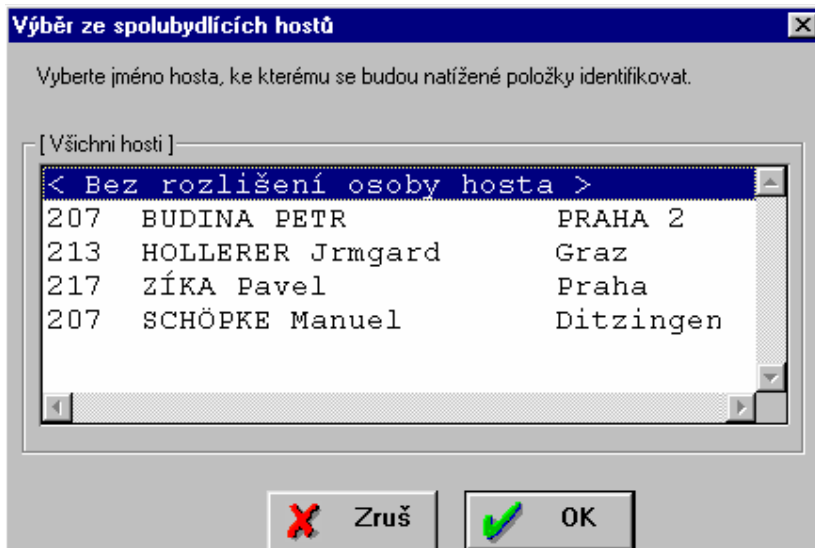 Výběr ze spolubydlících hostů
Vyberte jméno hosta, ke kterému se budou natížené položky identifikovat.
[ Všichni hosti ]
< Bez rozlišení osoby hosta >
207 BUDINA PETR PRAHA 2
213 HOLLERER Jrmgard Graz
217 ZÍKA Pavel Praha
207 SCHÖPKE Manuel Ditzingen
Zruš OK